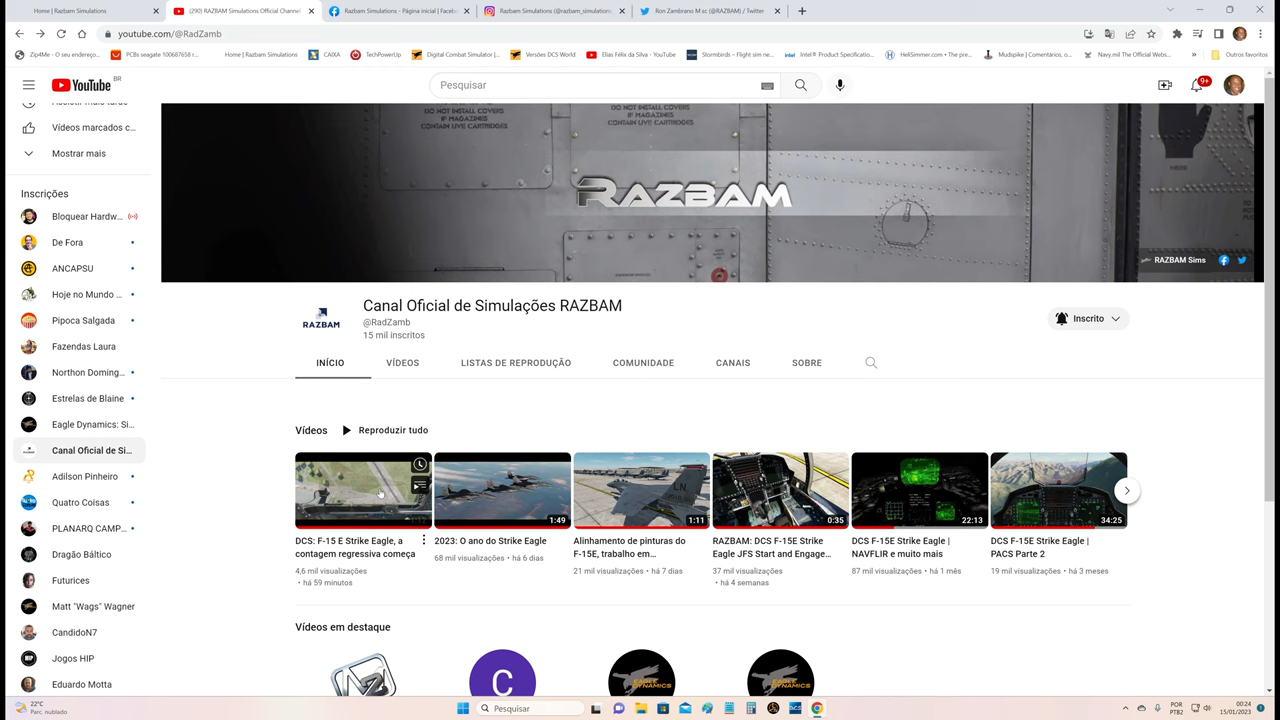 Home | Razbam Simulations
(290) RAZBAM Simulations Official Channel
Razbam Simulations - Página inicial | Faceb
Razbam Simulations (@razbam_simulations
Ron Zambrano M sc (@RAZBAM) / Twitter
youtube.com/@RadZamb
Zip4Me - O seu endereço...
PCBs seagate 100687658 r...
Home | Razbam Simulations
CAIXA
TechPowerUp
Digital Combat Simulator |...
Versões DCS World
Elias Félix da Silva - YouTube
Stormbirds – Flight sim ne...
Intel® Product Specificatio...
HeliSimmer.com • The pre...
Mudspike | Comentários, o...
Navy.mil The Official Webs...
»
Outros favoritos
YouTube BR
Pesquisar
9+
Assistir mais tarde
Vídeos marcados c...
Mostrar mais
Inscrições
Bloquear Hardw...
De Fora
ANCAPSU
Hoje no Mundo ...
Pipoca Salgada
Fazendas Laura
Northon Doming...
Estrelas de Blaine
Eagle Dynamics: Si...
Canal Oficial de Si...
Adilson Pinheiro
Quatro Coisas
PLANARQ CAMP...
Dragão Báltico
Futurices
Matt "Wags" Wagner
CandidoN7
Jogos HIP
Eduardo Motta
DO NOT INSTALL COVERS
IF MAGAZINES
CONTAIN LIVE CARTRIDGES
DO NOT INSTALL COVERS
IF MAGAZINES
CONTAIN LIVE CARTRIDGES
RAZBAM
RAZBAM Sims
RAZBAM
Canal Oficial de Simulações RAZBAM
@RadZamb
15 mil inscritos
Inscrito
INÍCIO
VÍDEOS
LISTAS DE REPRODUÇÃO
COMUNIDADE
CANAIS
SOBRE
Vídeos
Reproduzir tudo
DCS: F-15 E Strike Eagle, a
contagem regressiva começa
4,6 mil visualizações
• há 59 minutos
1:49
2023: O ano do Strike Eagle
68 mil visualizações • há 6 dias
LN
1:11
Alinhamento de pinturas do
F-15E, trabalho em...
21 mil visualizações • há 7 dias
0:35
RAZBAM: DCS F-15E Strike
Eagle JFS Start and Engage...
37 mil visualizações
• há 4 semanas
22:13
DCS F-15E Strike Eagle |
NAVFLIR e muito mais
87 mil visualizações • há 1 mês
34:25
DCS F-15E Strike Eagle |
PACS Parte 2
19 mil visualizações • há 3 meses
Vídeos em destaque
C
EAGLE
DYNAMICS
EAGLE
DYNAMICS
22°C
Parc. nublado
Pesquisar
POR
PTB2
00:24
15/01/2023